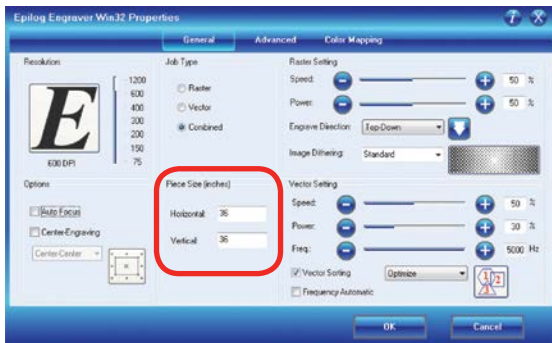 Epilog Engraver Win32 Properties
General Advanced Color Mapping
Resolution
E
1200
600
400
300
200
150
75
600 DPI
Job Type
Raster
Vector
Combined
Raster Setting
Speed: 50 %
Power: 50 %
Engrave Direction: Top-Down
Image Dithering: Standard
Options
Auto Focus
Center-Engraving
Center-Center
Piece Size (inches)
Horizontal: 36
Vertical: 36
Vector Setting
Speed: 50 %
Power: 30 %
Freq.: 5000 Hz
Vector Sorting Optimize
1 2
3
Frequency Automatic
OK Cancel